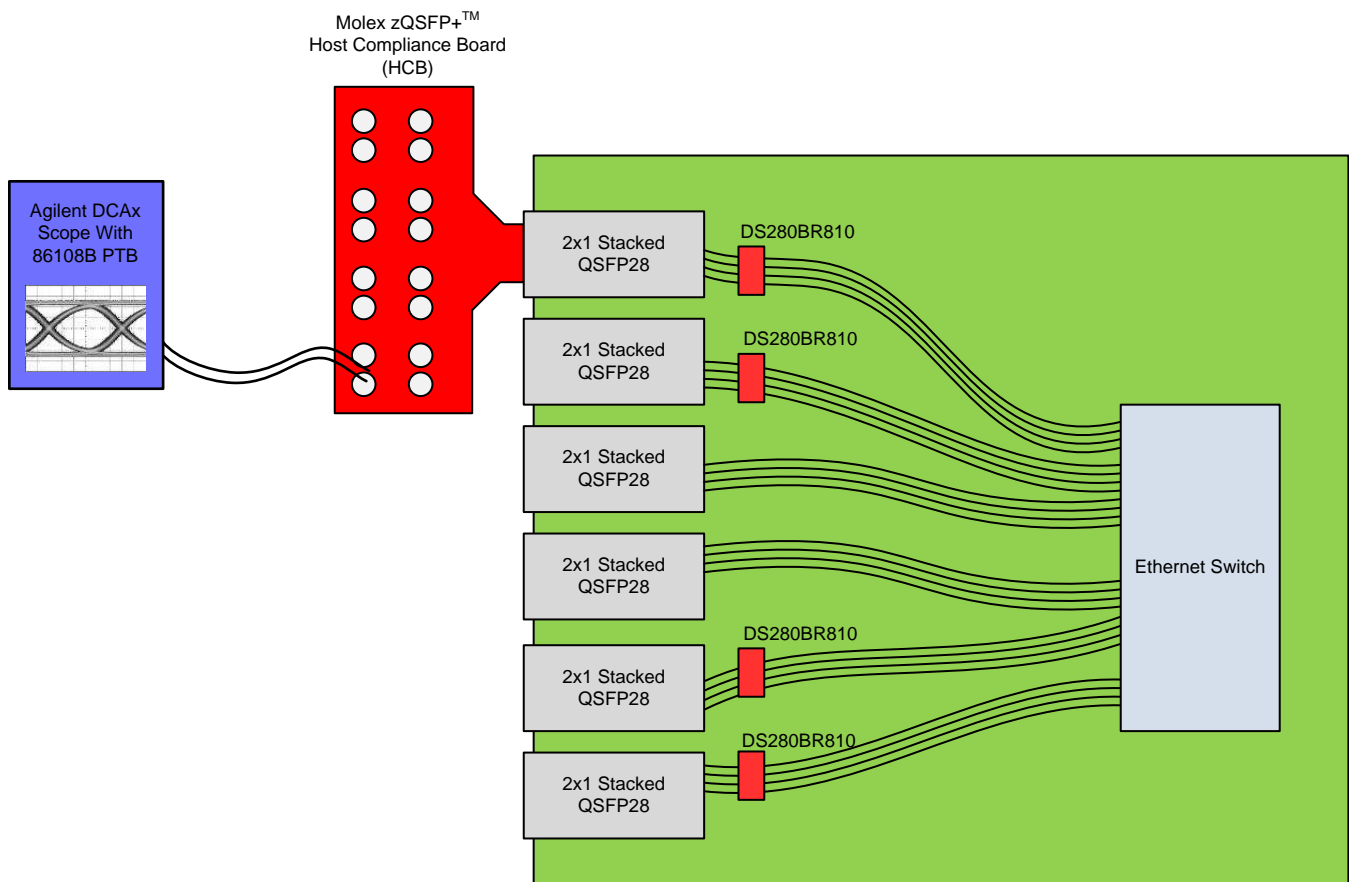 Molex zQSFP+TM
Host Compliance Board
(HCB)
Agilent DCAx
Scope With
86108B PTB
2x1 Stacked
QSFP28
DS280BR810
2x1 Stacked
QSFP28
DS280BR810
2x1 Stacked
QSFP28
2x1 Stacked
QSFP28
Ethernet Switch
2x1 Stacked
QSFP28
DS280BR810
2x1 Stacked
QSFP28
DS280BR810